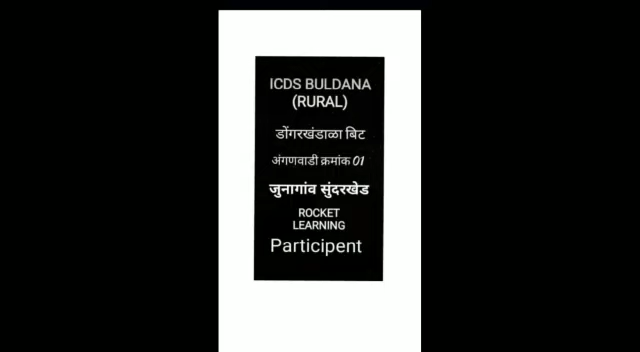 ICDS BULDANA
(RURAL)
डोंगरखंडाळा बिट
अंगणवाडी क्रमांक 01
जुनागांव सुंदरखेड
ROCKET
LEARNING
Participent